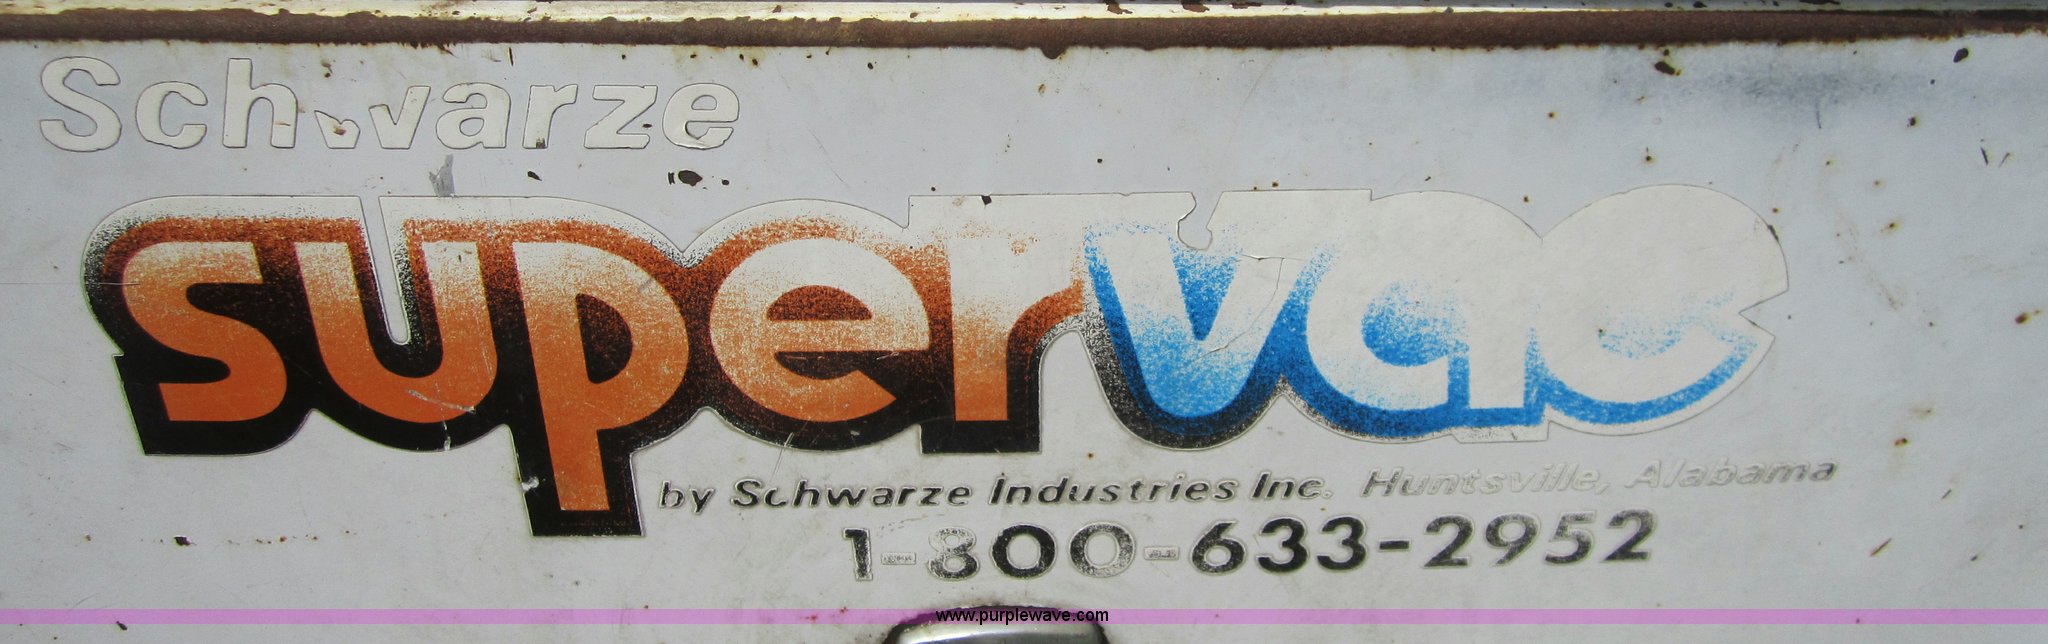 Schwarze
supervac
by Schwarze Industries Inc. Huntsville, Alabama
1-800-633-2952
www.purplewave.com